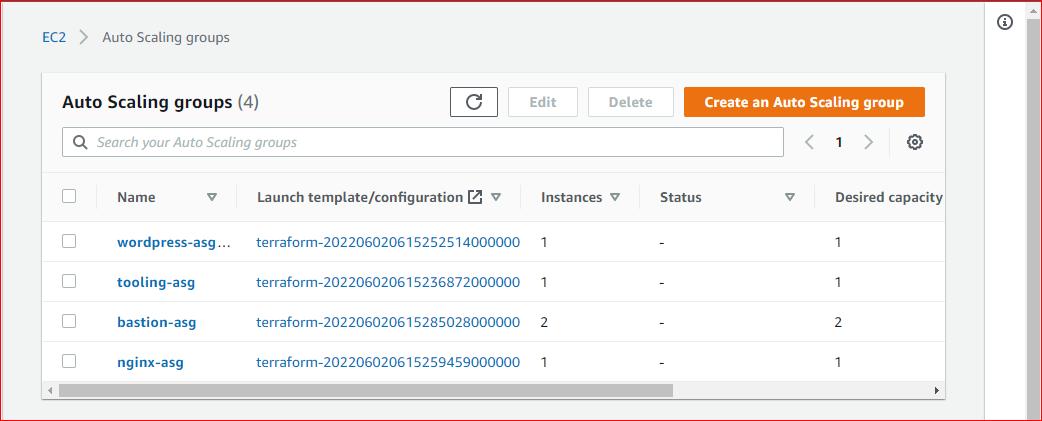 EC2 Auto Scaling groups
Auto Scaling groups (4) Edit Delete Create an Auto Scaling group
Search your Auto Scaling groups 1
Name Launch template/configuration Instances Status Desired capacity
wordpress-asg... terraform-20220602061525251400000 1 - 1
tooling-asg terraform-20220602061523687200000 1 - 1
bastion-asg terraform-20220602061528502800000 2 - 2
nginx-asg terraform-20220602061525945900000 1 - 1